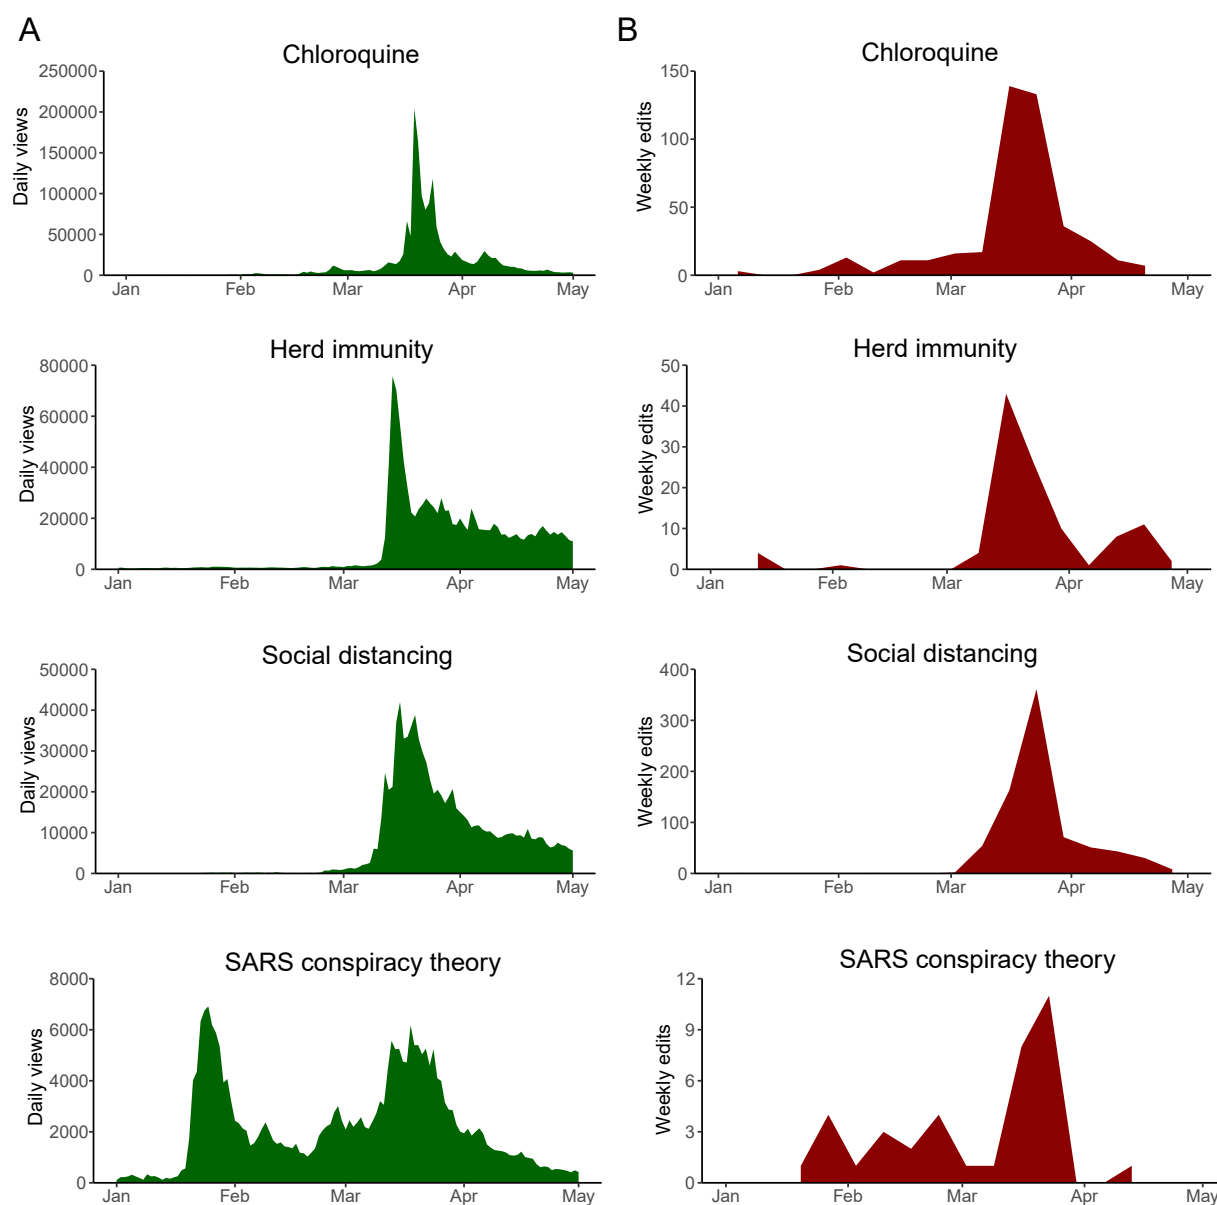 A
B
Chloroquine
Daily views
250000
200000
150000
100000
50000
0
Jan Feb Mar Apr May
Chloroquine
Weekly edits
150
100
50
0
Jan Feb Mar Apr May
Herd immunity
Daily views
80000
60000
40000
20000
0
Jan Feb Mar Apr May
Herd immunity
Weekly edits
50
40
30
20
10
0
Jan Feb Mar Apr May
Social distancing
Daily views
50000
40000
30000
20000
10000
0
Jan Feb Mar Apr May
Social distancing
Weekly edits
400
300
200
100
0
Jan Feb Mar Apr May
SARS conspiracy theory
Daily views
8000
6000
4000
2000
0
Jan Feb Mar Apr May
SARS conspiracy theory
Weekly edits
12
9
6
3
0
Jan Feb Mar Apr May